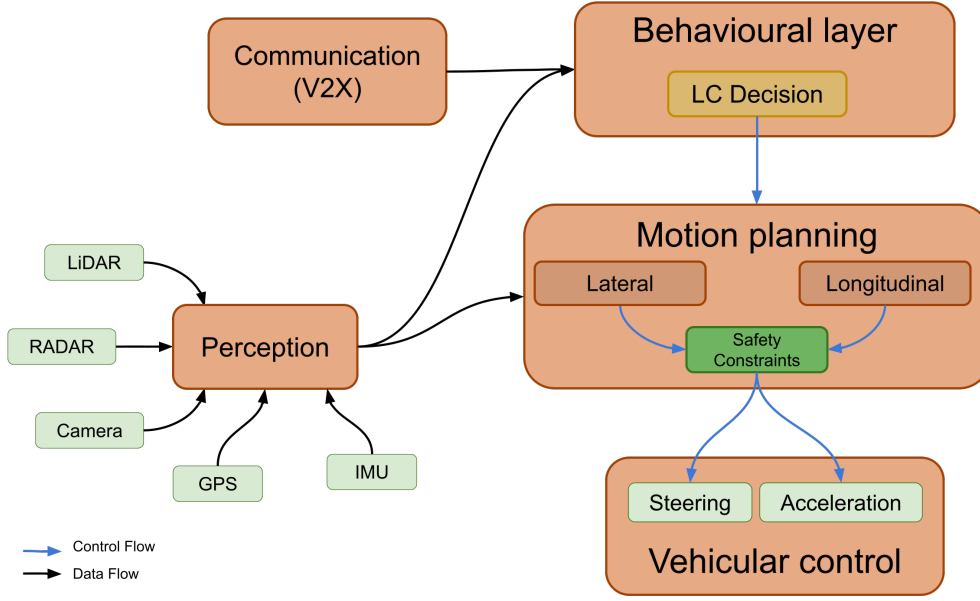 Communication
(V2X)
Behavioural layer
LC Decision
Motion planning
Lateral
Longitudinal
Safety
Constraints
LiDAR
RADAR
Perception
Camera
GPS
IMU
Steering
Acceleration
Vehicular control
Control Flow
Data Flow